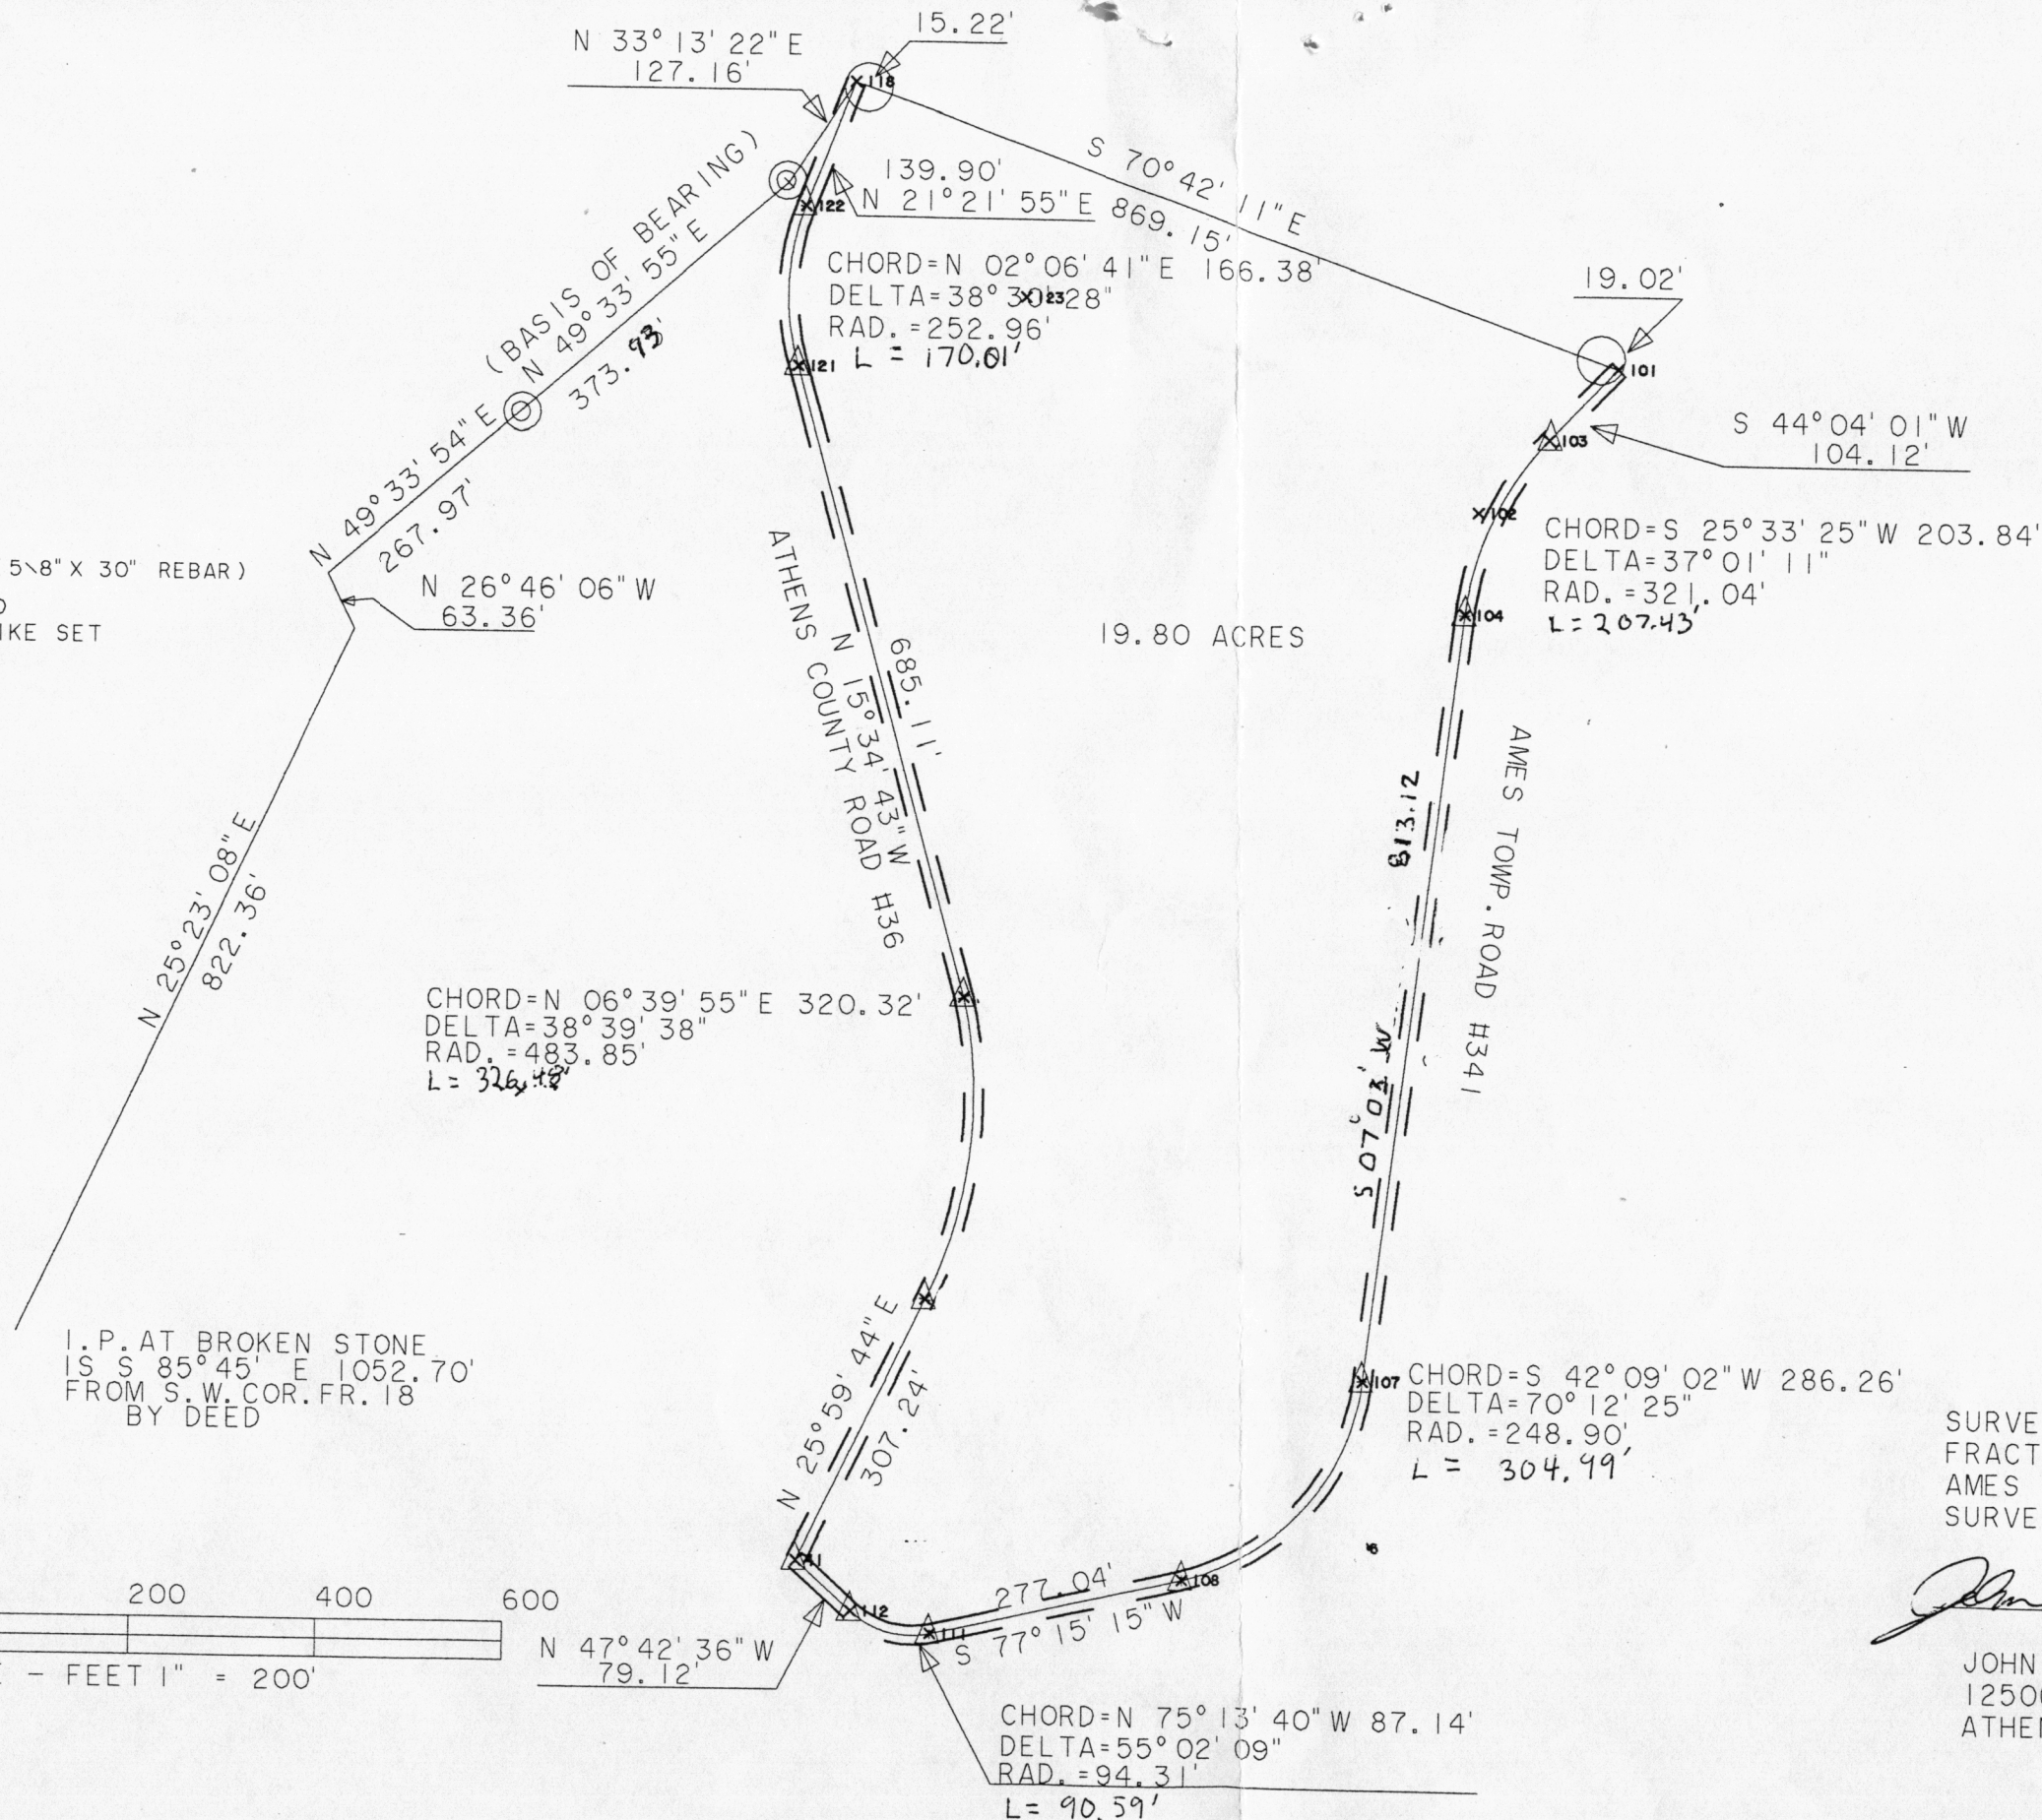 N 33° 13' 22" E
127.16'
15.22'
118
(BASIS OF BEARING)
N 49° 33' 55" E
373.93'
139.90'
N 21° 21' 55" E
122
S 70° 42' 11" E
869.15'
CHORD=N 02° 06' 41" E 166.38'
DELTA=38° 30' 28"
123
RAD.=252.96'
L = 170.01'
121
19.02'
101
103
S 44° 04' 01" W
104.12'
N 49° 33' 54" E
267.97'
5\8" X 30" REBAR)
IKE SET
N 26° 46' 06" W
63.36'
102
CHORD=S 25° 33' 25" W 203.84'
DELTA=37° 01' 11"
RAD.=321.04'
L= 207.43'
104
19.80 ACRES
ATHENS COUNTY ROAD #36
N 15° 34' 43" W
685.11'
813.12
AMES TOWP. ROAD #341
N 25° 23' 08" E
822.36'
CHORD=N 06° 39' 55" E 320.32'
DELTA=38° 39' 38"
RAD.=483.85'
L= 326.48'
S 07° 03' W
I.P. AT BROKEN STONE
IS S 85° 45' E 1052.70'
FROM S.W. COR. FR. 18
BY DEED
N 25° 59' 44" E
307.24'
107
CHORD=S 42° 09' 02" W 286.26'
DELTA=70° 12' 25"
RAD.=248.90'
L = 304.99'
SURVE
FRACT
AMES
SURVE
41
112
111
108
277.04'
S 77° 15' 15" W
200 400 600
- FEET 1" = 200'
N 47° 42' 36" W
79.12'
CHORD=N 75° 13' 40" W 87.14'
DELTA=55° 02' 09"
RAD.=94.31'
L= 90.59'
John
JOHN
1250
ATHEN